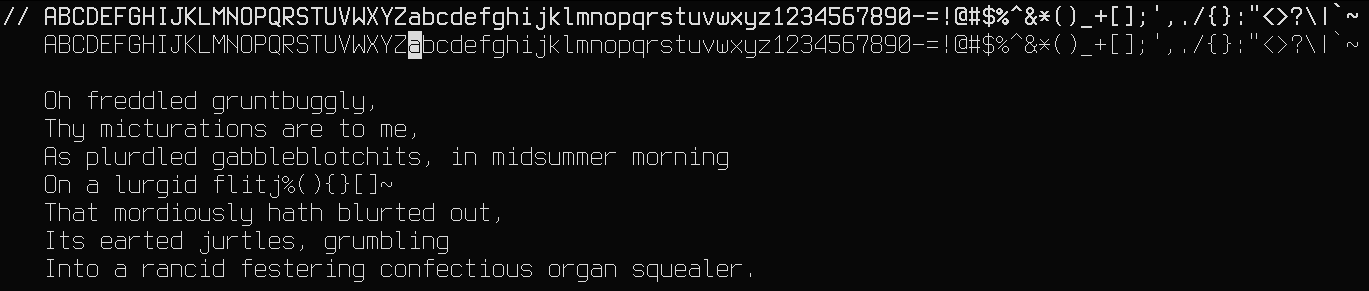 // ABCDEFGHIJKLMNOPQRSTUVWXYZabcdefghijklmnopqrstuvwxyz1234567890-=!@#$%^&*()_+[];',./{}:"<>?\|`~
ABCDEFGHIJKLMNOPQRSTUVWXYZabcdefghijklmnopqrstuvwxyz1234567890-=!@#$%^&*()_+[];',./{}:"<>?\|`~
Oh freddled gruntbuggly,
Thy micturations are to me,
As plurdled gabbleblotchits, in midsummer morning
On a lurgid flitj%(){}[]~
That mordiously hath blurted out,
Its earted jurtles, grumbling
Into a rancid festering confectious organ squealer.